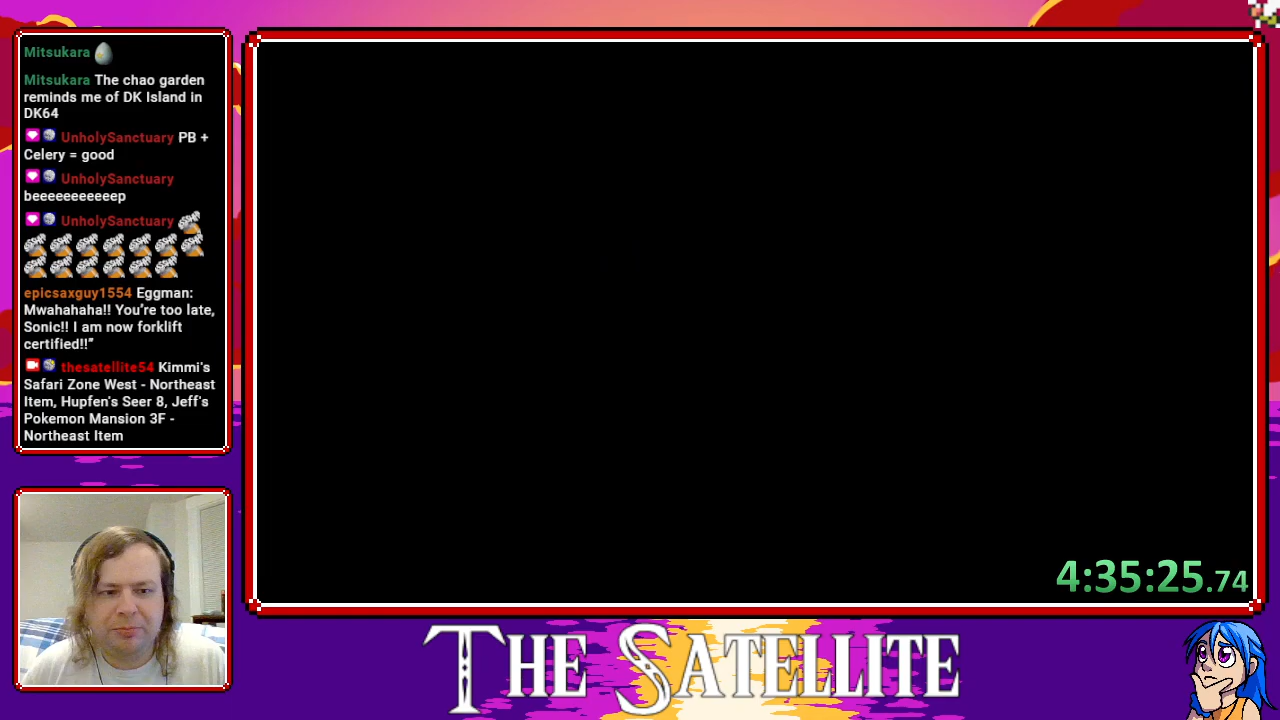 Mitsukara
Mitsukara The chao garden
reminds me of DK Island in
DK64
UnholySanctuary PB +
Celery = good
UnholySanctuary
beeeeeeeeeeep
UnholySanctuary
epicsaxguy1554 Eggman:
Mwahahaha!! You're too late,
Sonic!! I am now forklift
certified!!”
thesatellite54 Kimmi's
Safari Zone West - Northeast
Item, Hupfen's Seer 8, Jeff's
Pokemon Mansion 3F -
Northeast Item
4:35:25.74
THE SATELLITE